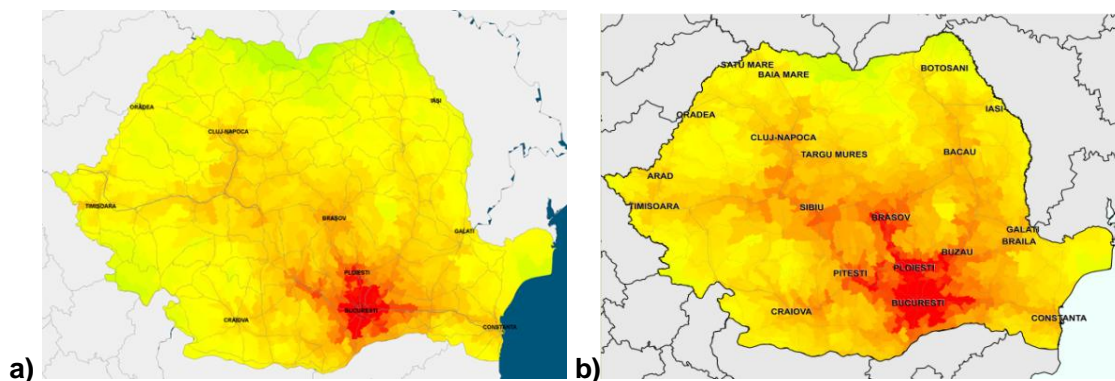 ORADEA
CLUJ-NAPOCA
IAȘI
TIMISOARA
BRASOV
GALATI
PLOIESTI
BUCURESTI
CRAIOVA
CONSTANTA
a)
SATU MARE
BAIA MARE
BOTOSANI
ORADEA
IASI
CLUJ-NAPOCA
TARGU MURES
BACAU
ARAD
TIMISOARA
SIBIU
BRASOV
GALATI
BRAILA
BUZAU
PITESTI
PLOIESTI
BUCURESTI
CRAIOVA
CONSTANTA
b)